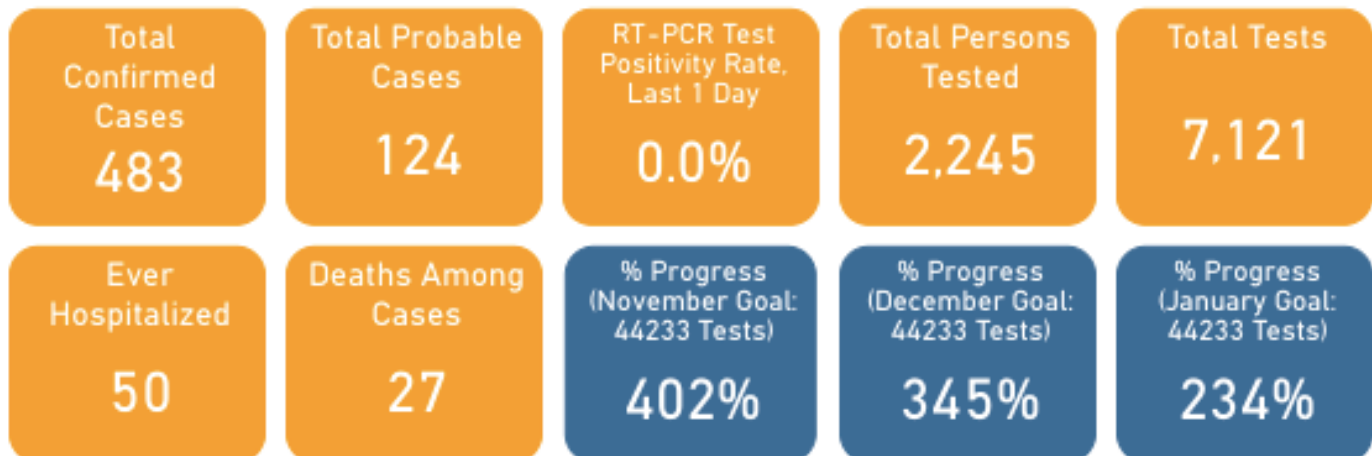 Total
Confirmed
Cases
483
Total Probable
Cases
124
RT-PCR Test
Positivity Rate,
Last 1 Day
0.0%
Total Persons
Tested
2,245
Total Tests
7,121
Ever
Hospitalized
50
Deaths Among
Cases
27
% Progress
(November Goal:
44233 Tests)
402%
% Progress
(December Goal:
44233 Tests)
345%
% Progress
(January Goal:
44233 Tests)
234%